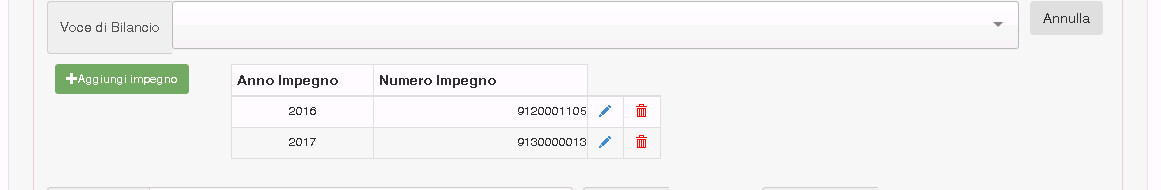 Voce di Bilancio
Annulla
Aggiungi impegno
Anno Impegno Numero Impegno
2016 9120001105
2017 9130000013